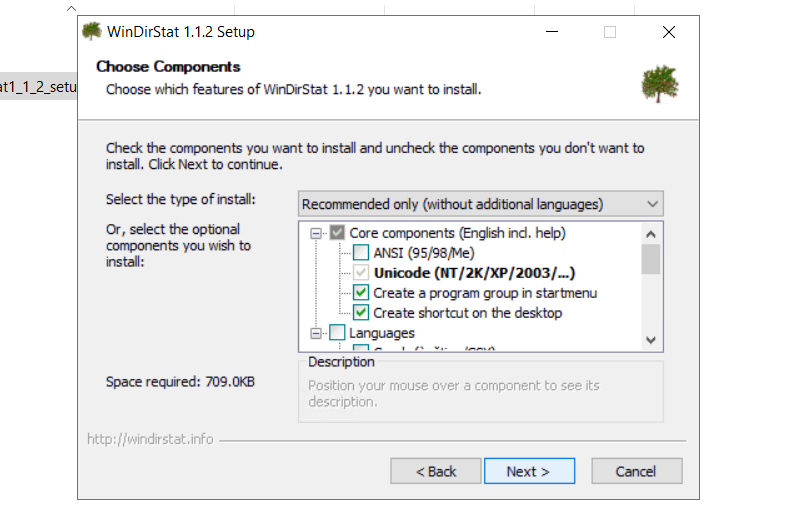 WinDirStat 1.1.2 Setup
Choose Components
Choose which features of WinDirStat 1.1.2 you want to install.
at1_1_2_setu
Check the components you want to install and uncheck the components you don't want to
install. Click Next to continue.
Select the type of install:
Recommended only (without additional languages)
Or, select the optional
components you wish to
install:
Core components (English incl. help)
ANSI (95/98/Me)
Unicode (NT/2K/XP/2003/...)
Create a program group in startmenu
Create shortcut on the desktop
Languages
Space required: 709.0KB
Description
Position your mouse over a component to see its
description.
http://windirstat.info
< Back
Next >
Cancel